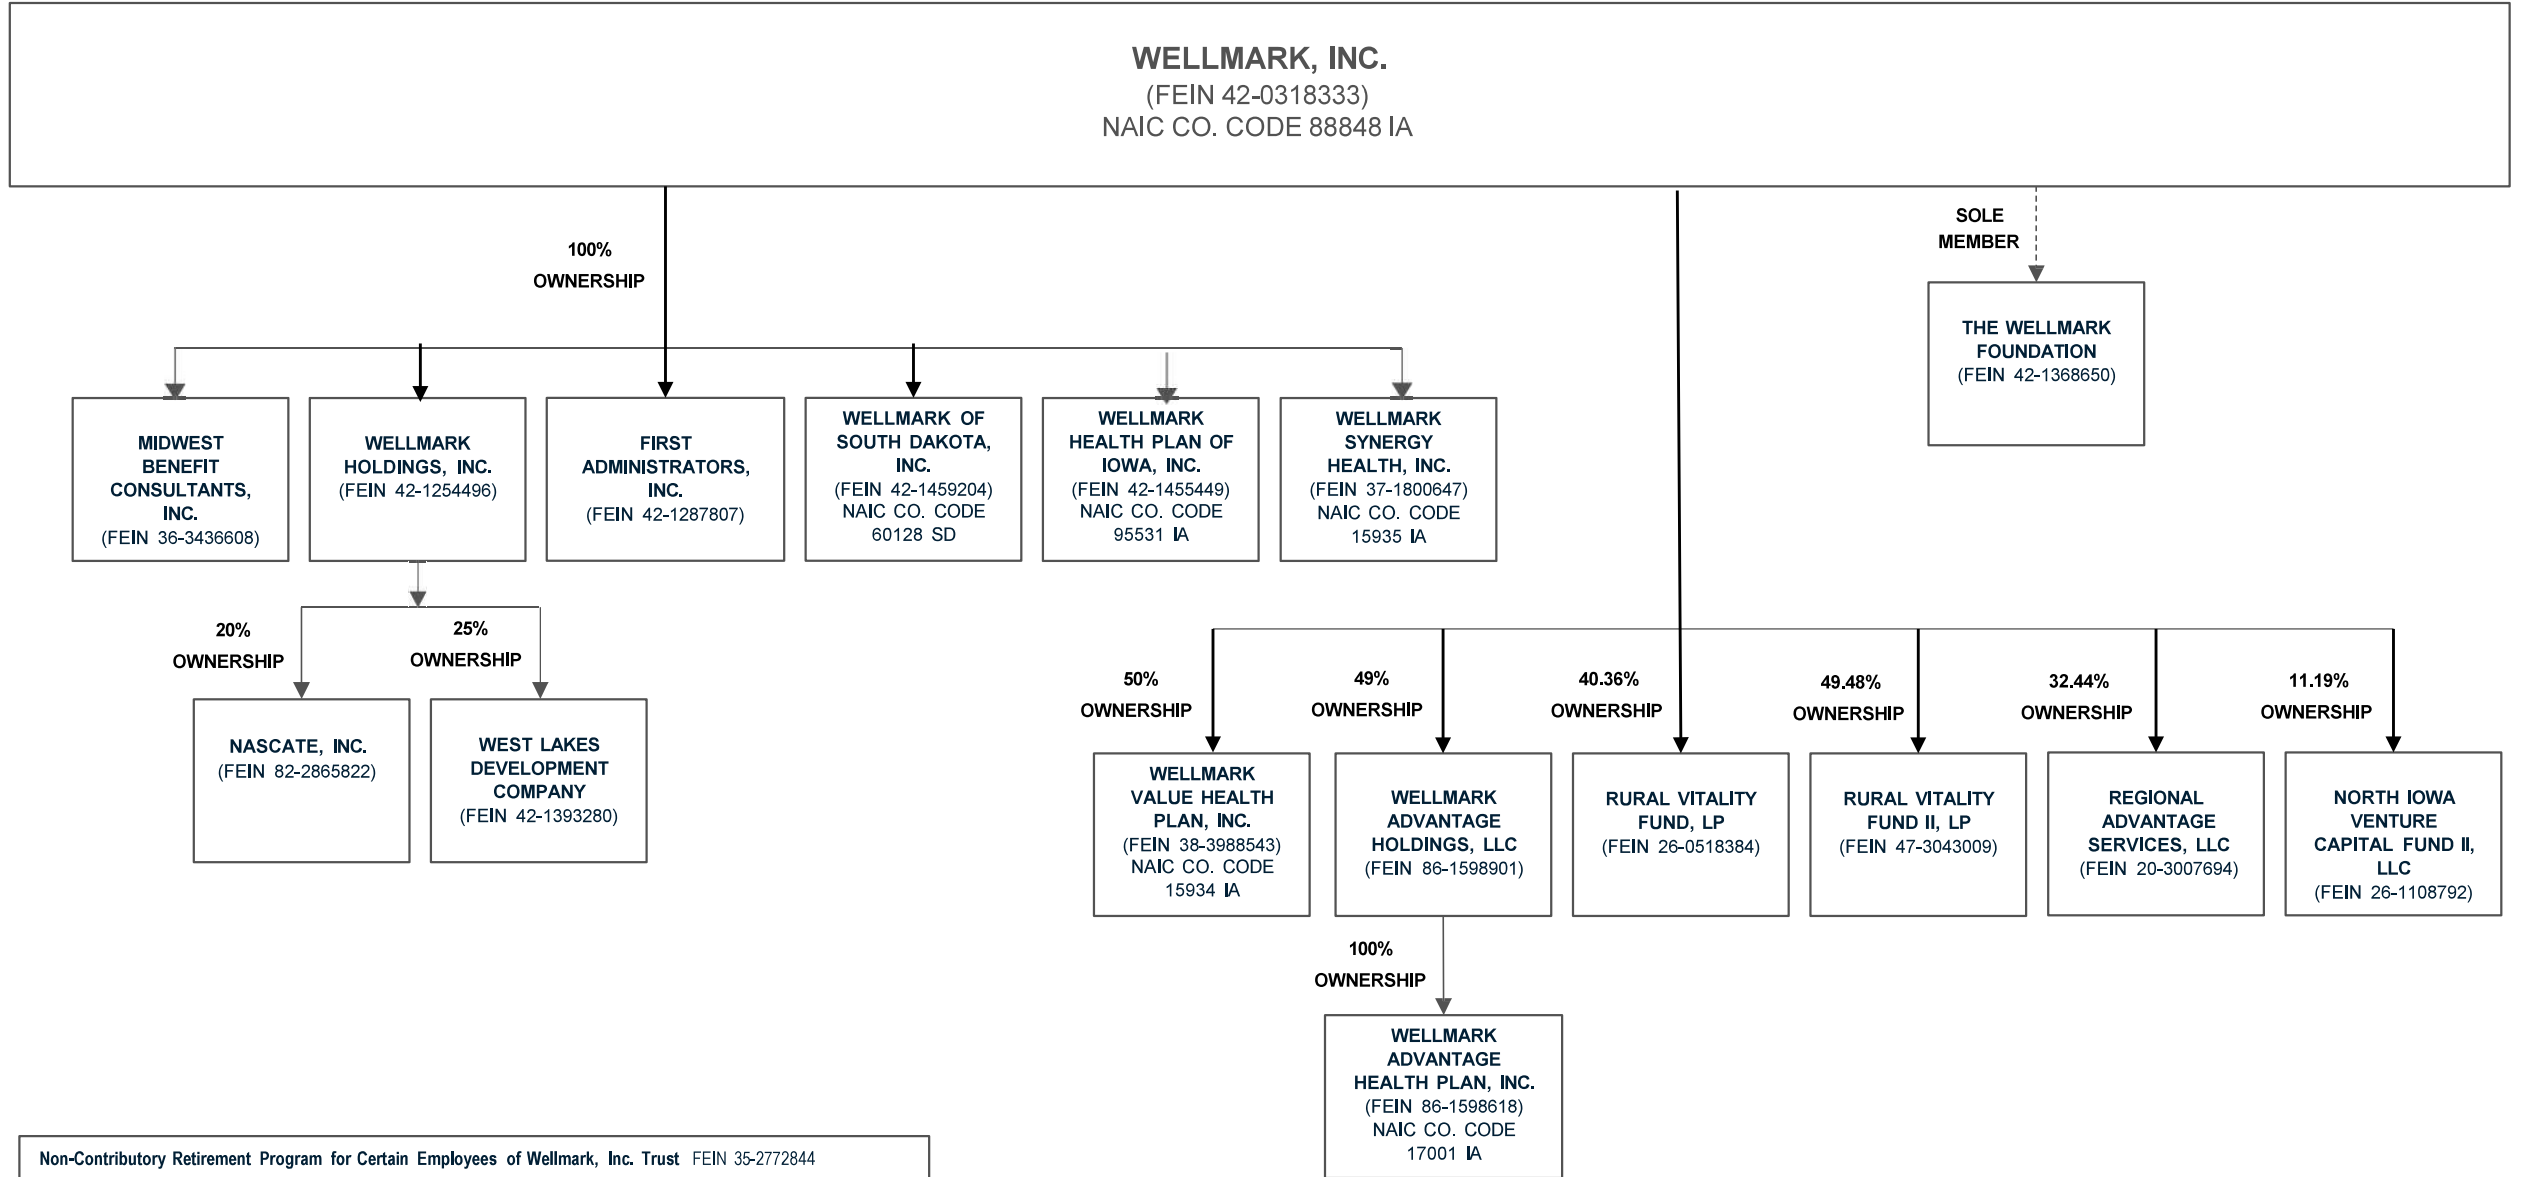 WELLMARK, INC.
(FEIN 42-0318333)
NAIC CO. CODE 88848 IA
100%
OWNERSHIP
SOLE
MEMBER
THE WELLMARK
FOUNDATION
(FEIN 42-1368650)
MIDWEST
BENEFIT
CONSULTANTS,
INC.
(FEIN 36-3436608)
WELLMARK
HOLDINGS, INC.
(FEIN 42-1254496)
FIRST
ADMINISTRATORS,
INC.
(FEIN 42-1287807)
WELLMARK OF
SOUTH DAKOTA,
INC.
(FEIN 42-1459204)
NAIC CO. CODE
60128 SD
WELLMARK
HEALTH PLAN OF
IOWA, INC.
(FEIN 42-1455449)
NAIC CO. CODE
95531 IA
WELLMARK
SYNERGY
HEALTH, INC.
(FEIN 37-1800647)
NAIC CO. CODE
15935 IA
20%
OWNERSHIP
25%
OWNERSHIP
NASCATE, INC.
(FEIN 82-2865822)
WEST LAKES
DEVELOPMENT
COMPANY
(FEIN 42-1393280)
50%
OWNERSHIP
49%
OWNERSHIP
40.36%
OWNERSHIP
49.48%
OWNERSHIP
32.44%
OWNERSHIP
11.19%
OWNERSHIP
WELLMARK
VALUE HEALTH
PLAN, INC.
(FEIN 38-3988543)
NAIC CO. CODE
15934 IA
WELLMARK
ADVANTAGE
HOLDINGS, LLC
(FEIN 86-1598901)
RURAL VITALITY
FUND, LP
(FEIN 26-0518384)
RURAL VITALITY
FUND II, LP
(FEIN 47-3043009)
REGIONAL
ADVANTAGE
SERVICES, LLC
(FEIN 20-3007694)
NORTH IOWA
VENTURE
CAPITAL FUND II,
LLC
(FEIN 26-1108792)
100%
OWNERSHIP
WELLMARK
ADVANTAGE
HEALTH PLAN, INC.
(FEIN 86-1598618)
NAIC CO. CODE
17001 IA
Non-Contributory Retirement Program for Certain Employees of Wellmark, Inc. Trust FEIN 35-2772844